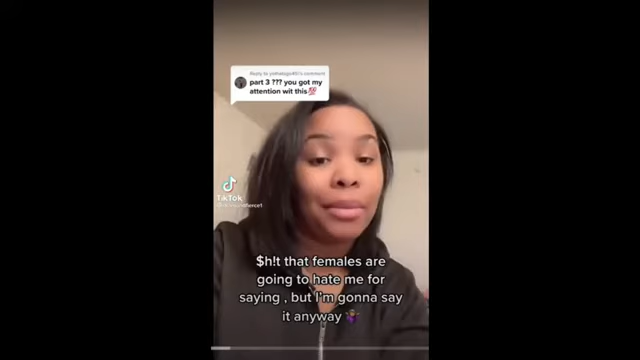 part 3 ??? you got my
attention wit this💯
TikTok
$h!t that females are
going to hate me for
saying , but I'm gonna say
it anyway 🤷🏾‍♀️